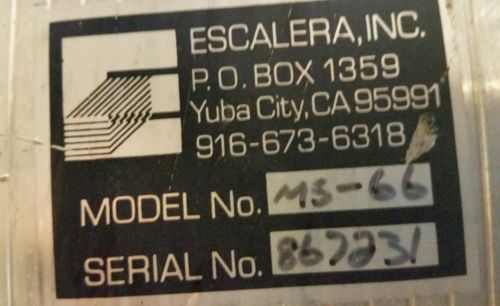 ESCALERA, INC.
P.O. BOX 1359
Yuba City, CA 95991
916-673-6318
MODEL No. MS-66
SERIAL No. 867231